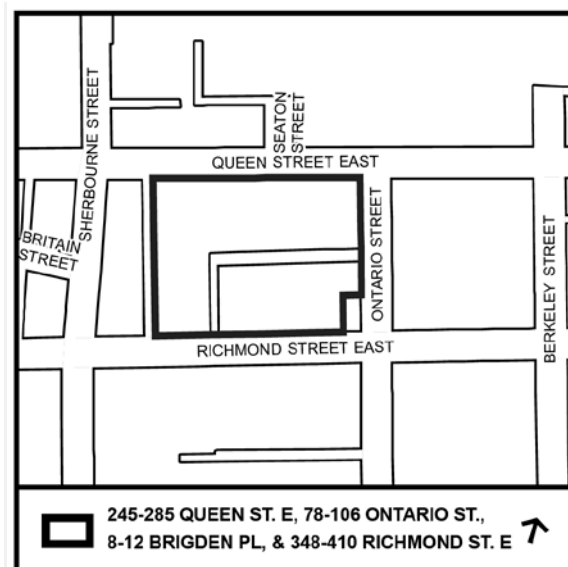 SEATON
STREET
QUEEN STREET EAST
SHERBOURNE STREET
BRITAIN
STREET
ONTARIO STREET
BERKELEY STREET
RICHMOND STREET EAST
245-285 QUEEN ST. E, 78-106 ONTARIO ST.,
8-12 BRIGDEN PL, & 348-410 RICHMOND ST. E